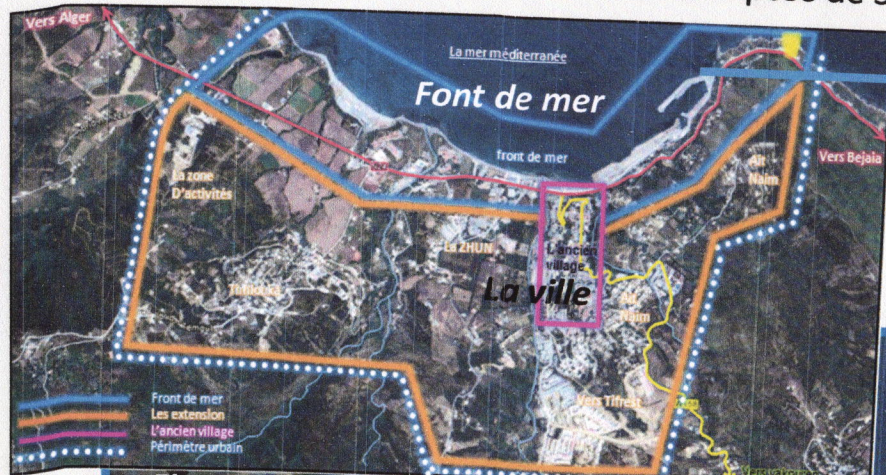 Vers Alger
La mer méditerranée
Font de mer
front de mer
Vers Bejaia
Ait
Naim
La zone
D'activités
La ZHUN
L'ancien
village
La ville
Ait
Naim
Vers Tifrest
Front de mer
Les extension
L'ancien village
Périmètre urbain